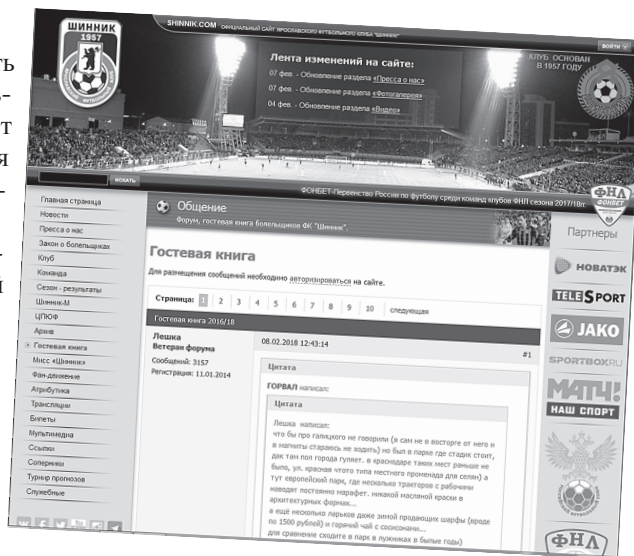 ть
ь-
т
я
-
-
й
ШИННИК
1957
SHINNIK.COM ОФИЦИАЛЬНЫЙ САЙТ ЯРОСЛАВСКОГО ФУТБОЛЬНОГО КЛУБА "ШИННИК"
ВОЙТИ
КЛУБ ОСНОВАН
В 1957 ГОДУ
Лента изменений на сайте:
07 фев. - Обновление раздела «Пресса о нас»
07 фев. - Обновление раздела «Фотогалерея»
04 фев. - Обновление раздела «Видео»
ИСКАТЬ
ФОНБЕТ-Первенство России по футболу среди команд клубов ФНЛ сезона 2017/18гг.
ФНЛ
ФОНБЕТ
Главная страница
Новости
Пресса о нас
Закон о болельщиках
Клуб
Команда
Сезон - результаты
Шинник-М
ЦПЮФ
Архив
Гостевая книга
Мисс «Шинник»
Фан-движение
Атрибутика
Трансляции
Билеты
Мультимедиа
Ссылки
Соперники
Турнир прогнозов
Служебные
Общение
Форум, гостевая книга болельщиков ФК "Шинник".
Гостевая книга
Для размещения сообщений необходимо авторизироваться на сайте.
Страница: 1 2 3 4 5 6 7 8 9 10 следующая
Гостевая книга 2016/18
Лешка
Ветеран форума
Сообщений: 3157
Регистрация: 11.01.2014
08.02.2018 12:43:14
#1
Цитата
ГОРВАЛ написал:
Цитата
Лешка написал:
что бы про галицкого не говорили (я сам не в восторге от него и
в магниты стараюсь не ходить) но был в парке где стадик стоит,
дак там пол города гуляет. в краснодаре таких мест раньше не
было, ул. красная чтото типа местного променада для селян) а
тут европейский парк, где несколько тракторов с рабочими
наводят постоянно марафет. никакой масляной краски в
архитектурных формах...
а ещё несколько ларьков даже зимой продающих шарфы (вроде
по 1500 рублей) и горячий чай с сосисонами...
для сравнение сходите в парк в лужниках в былые годы)
Партнеры
НОВАТЭК
TELESPORT
JAKO
SPORTBOX.RU
МАТЧ!
НАШ СПОРТ
ФНЛ